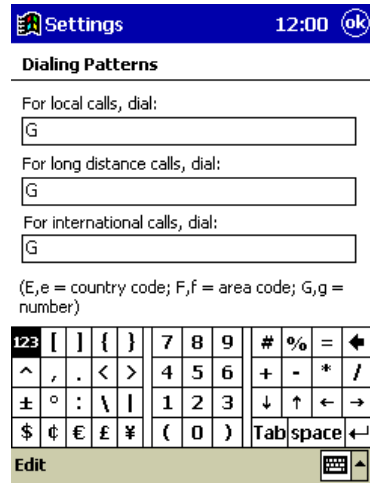 Settings 12:00 ok
Dialing Patterns
For local calls, dial:
G
For long distance calls, dial:
G
For international calls, dial:
G
(E,e = country code; F,f = area code; G,g =
number)
123 [ ] { } 7 8 9 # % = 🡄
^ , . < > 4 5 6 + - * /
± ° : \ | 1 2 3 ↓ ↑ ← →
$ ¢ € £ ¥ ( 0 ) Tab space ↵
Edit